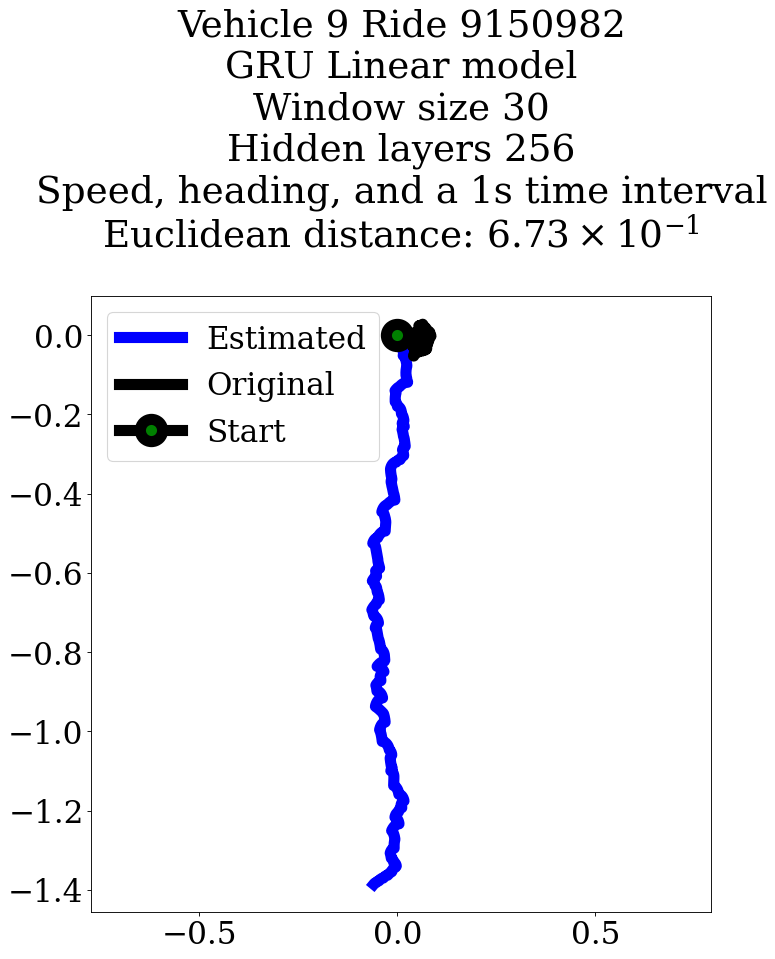 Vehicle 9 Ride 9150982
GRU Linear model
Window size 30
Hidden layers 256
Speed, heading, and a 1s time interval
Euclidean distance: 6.73 × 10⁻¹
Estimated
Original
Start
0.0
−0.2
−0.4
−0.6
−0.8
−1.0
−1.2
−1.4
−0.5
0.0
0.5